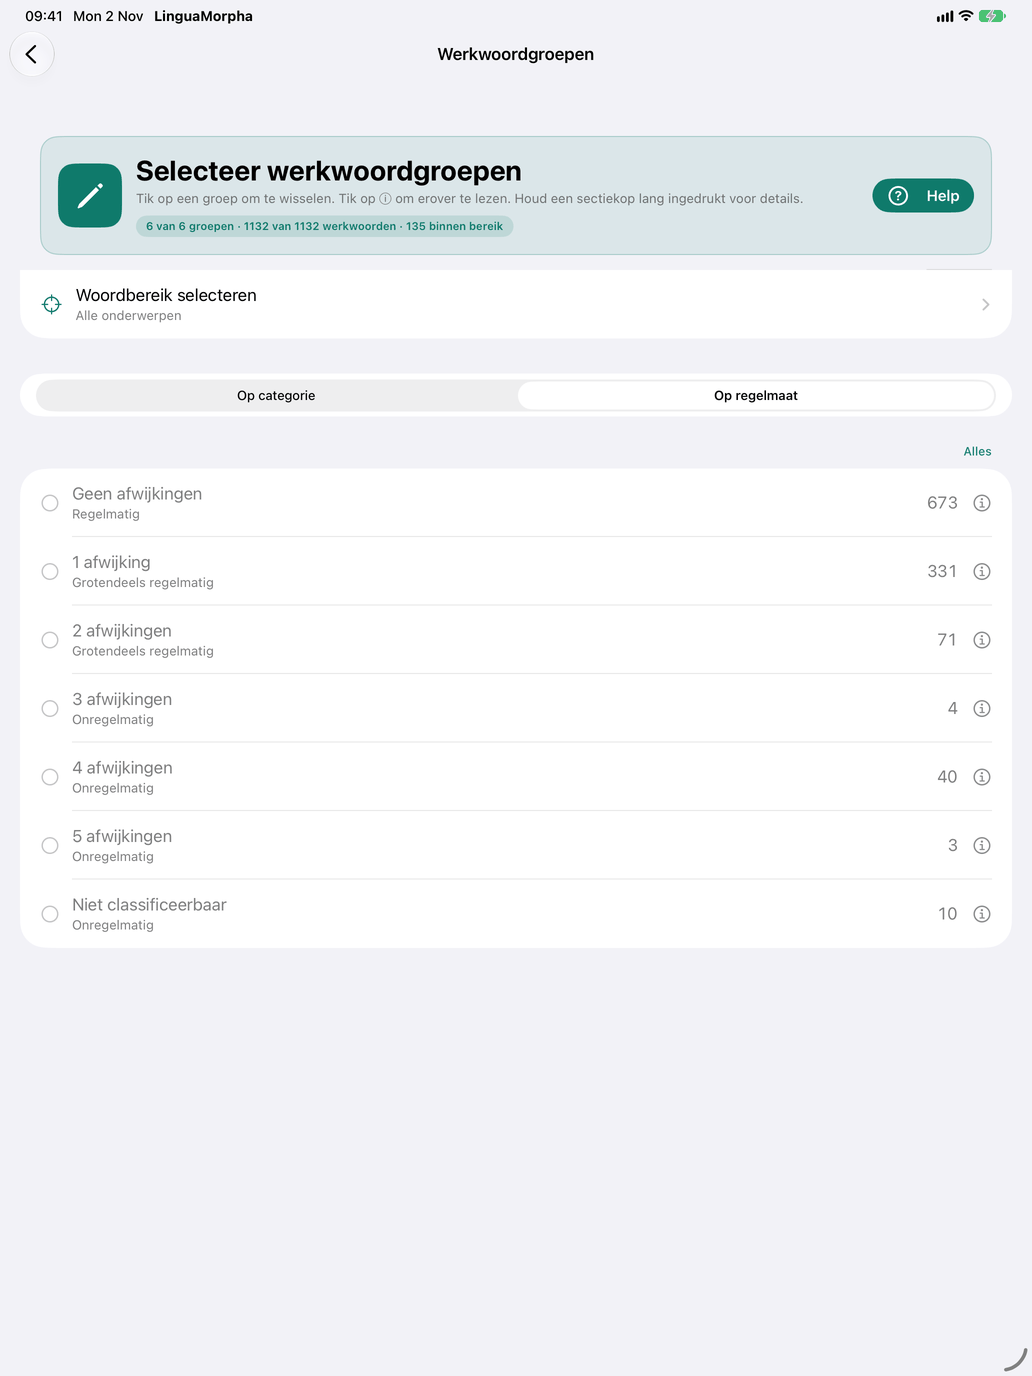 09:41 Mon 2 Nov LinguaMorpha
Werkwoordgroepen
Selecteer werkwoordgroepen
Tik op een groep om te wisselen. Tik op ⓘ om erover te lezen. Houd een sectiekop lang ingedrukt voor details.
6 van 6 groepen · 1132 van 1132 werkwoorden · 135 binnen bereik
Help
Woordbereik selecteren
Alle onderwerpen
Op categorie
Op regelmaat
Alles
Geen afwijkingen
Regelmatig
673
1 afwijking
Grotendeels regelmatig
331
2 afwijkingen
Grotendeels regelmatig
71
3 afwijkingen
Onregelmatig
4
4 afwijkingen
Onregelmatig
40
5 afwijkingen
Onregelmatig
3
Niet classificeerbaar
Onregelmatig
10